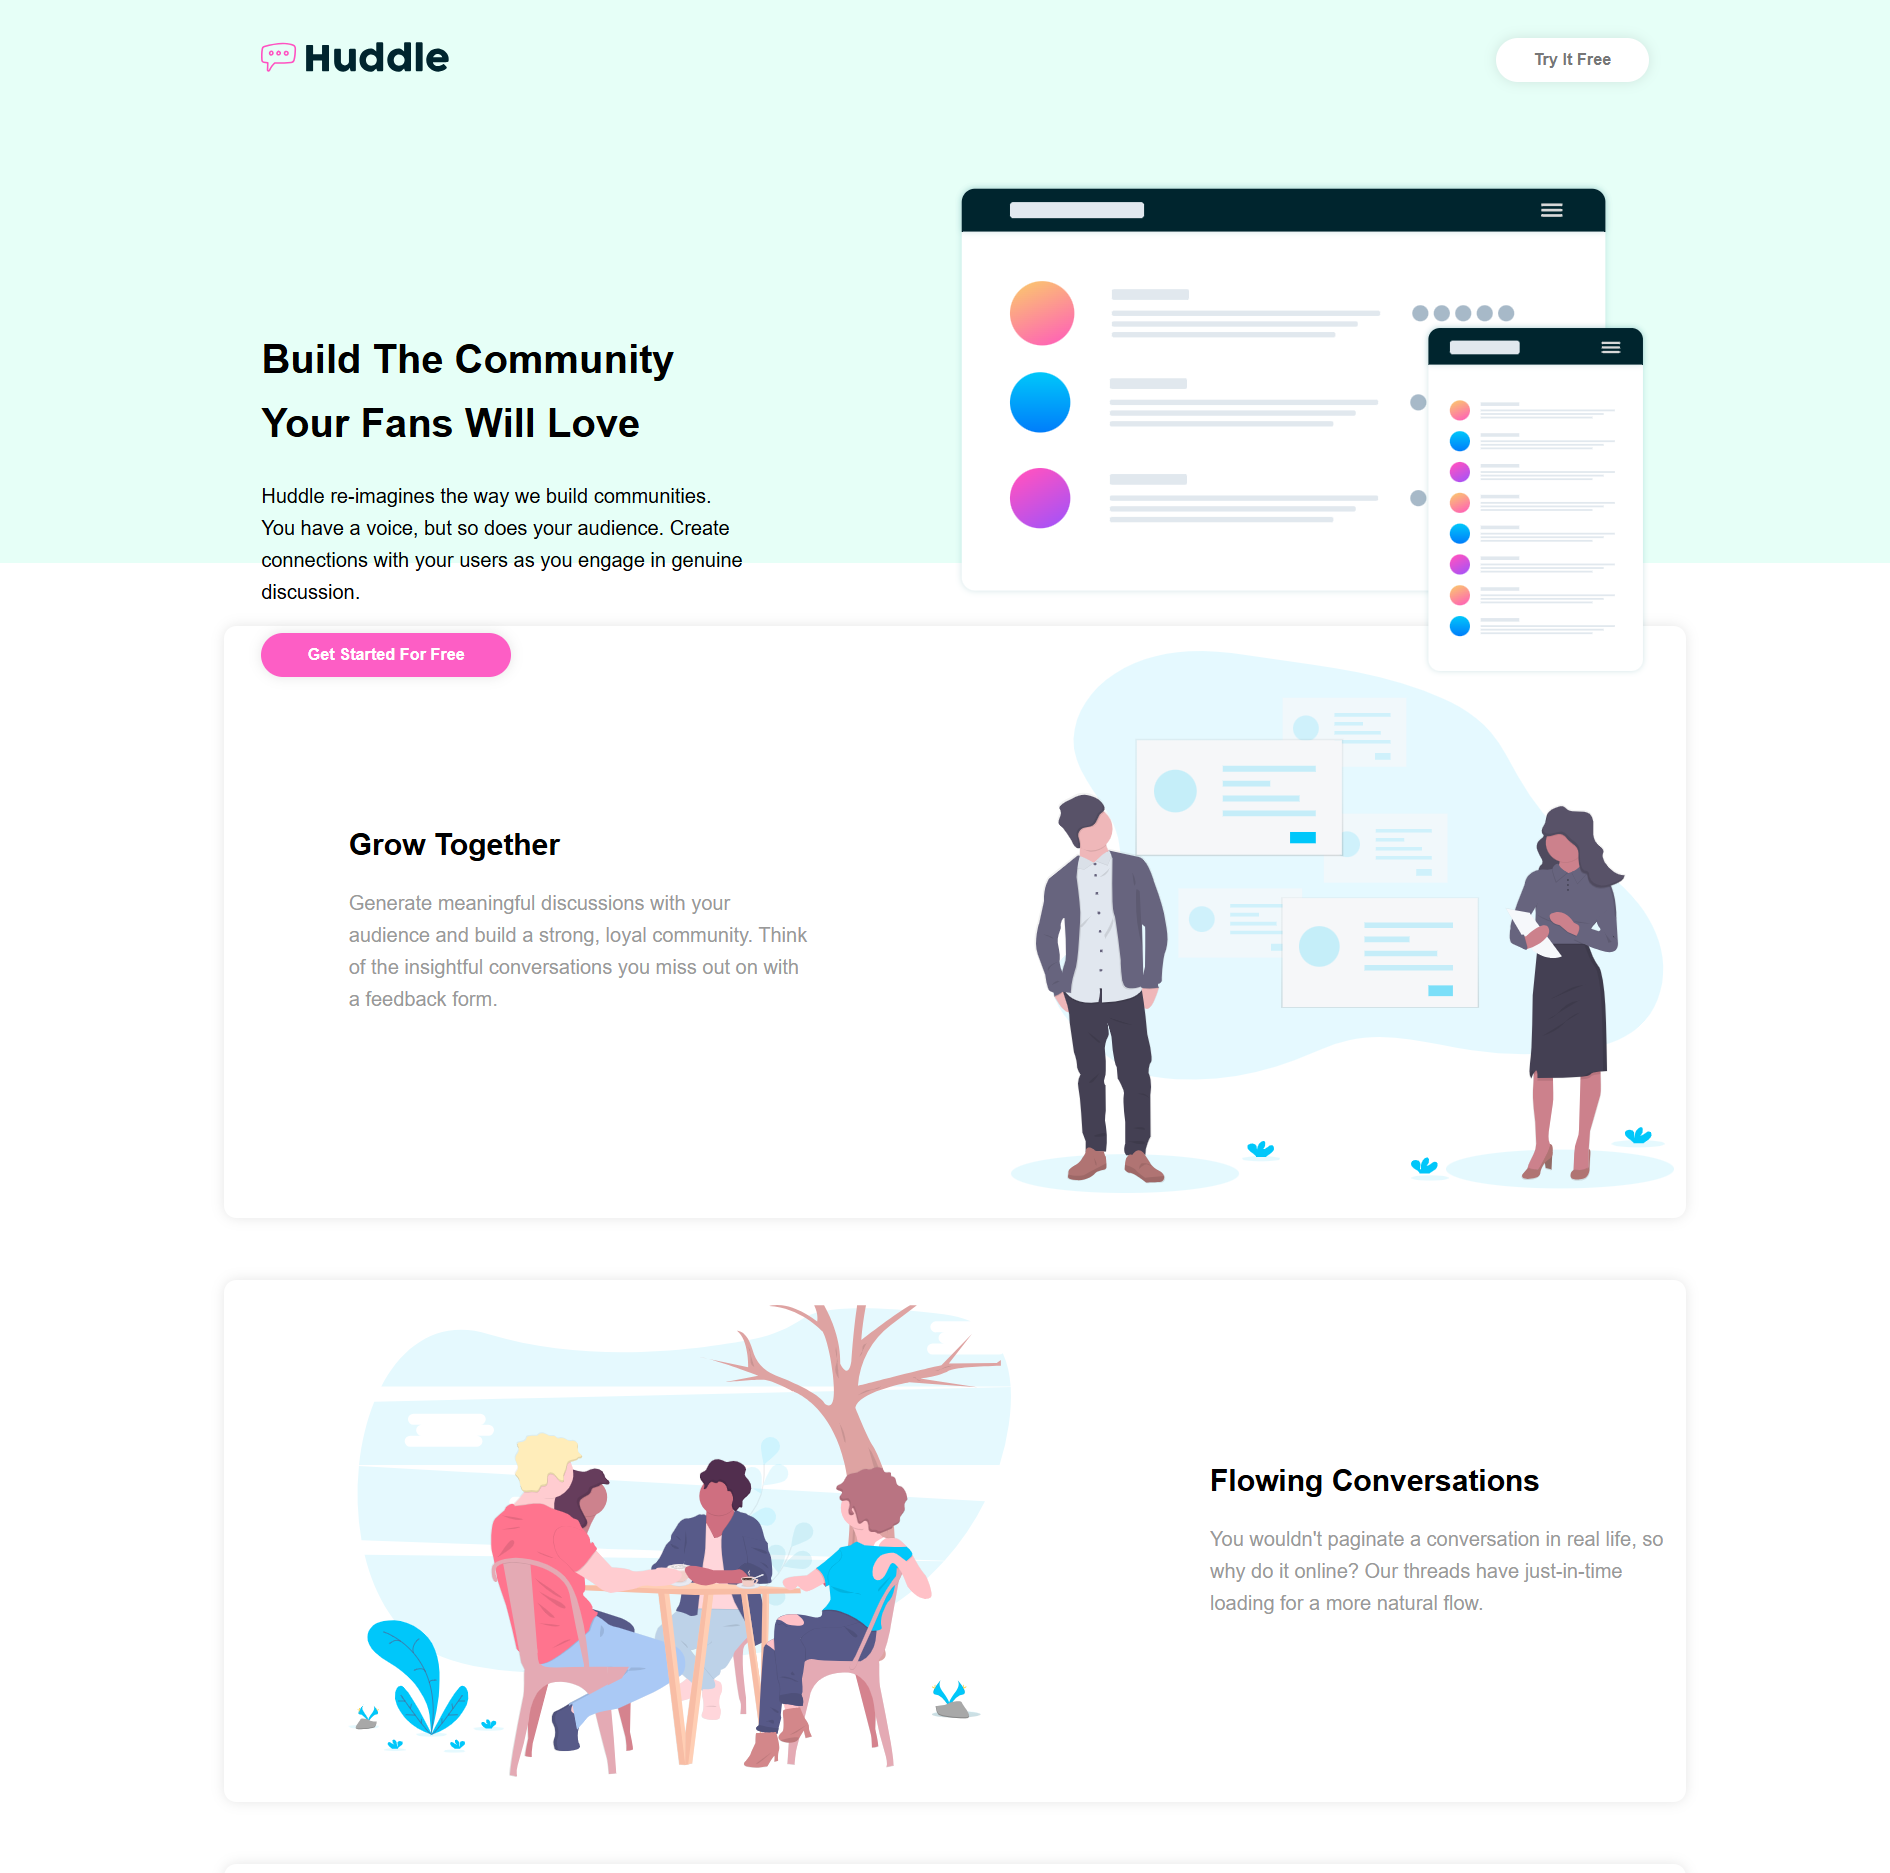 Huddle
Try It Free
Build The Community
Your Fans Will Love
Huddle re-imagines the way we build communities.
You have a voice, but so does your audience. Create
connections with your users as you engage in genuine
discussion.
Get Started For Free
Grow Together
Generate meaningful discussions with your
audience and build a strong, loyal community. Think
of the insightful conversations you miss out on with
a feedback form.
Flowing Conversations
You wouldn't paginate a conversation in real life, so
why do it online? Our threads have just-in-time
loading for a more natural flow.